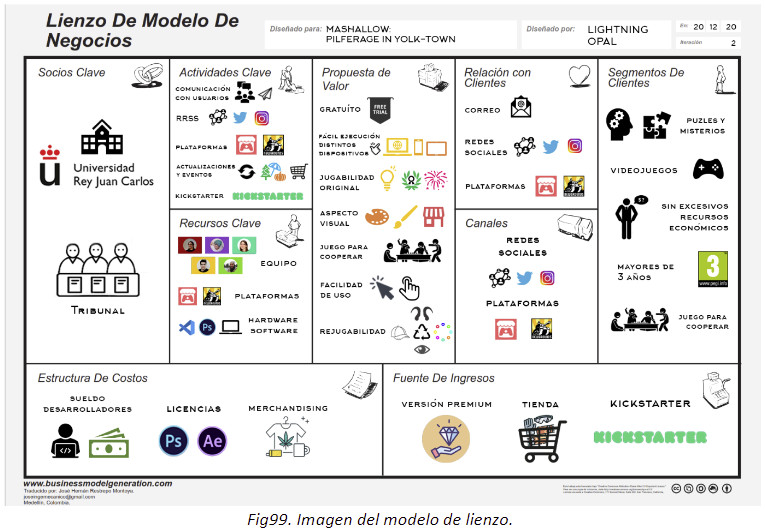 Lienzo De Modelo De
Negocios
Diseñado para:
MASHALLOW:
PILFERAGE IN YOLK-TOWN
Diseñado por:
LIGHTNING
OPAL
En: 20 12 20
Iteración 2
Socios Clave
Universidad
Rey Juan Carlos
TRIBUNAL
Actividades Clave
COMUNICACIÓN
CON USUARIOS
RRSS
PLATAFORMAS
ACTUALIZACIONES
Y EVENTOS
KICKSTARTER
KICKSTARTER
Recursos Clave
EQUIPO
PLATAFORMAS
Ps
HARDWARE
SOFTWARE
Propuesta de
Valor
GRATUÍTO
FREE
TRIAL
FÁCIL EJECUCIÓN
DISTINTOS
DISPOSITIVOS
JUGABILIDAD
ORIGINAL
ASPECTO
VISUAL
JUEGO PARA
COOPERAR
FACILIDAD
DE USO
REJUGABILIDAD
Relación con
Clientes
CORREO
REDES
SOCIALES
PLATAFORMAS
Canales
REDES
SOCIALES
PLATAFORMAS
Segmentos De
Clientes
PUZLES Y
MISTERIOS
VIDEOJUEGOS
SIN EXCESIVOS
RECURSOS
ECONÓMICOS
MAYORES DE
3 AÑOS
3
www.pegi.info
JUEGO PARA
COOPERAR
Estructura De Costos
SUELDO
DESARROLLADORES
LICENCIAS
Ps
Ae
MERCHANDISING
Fuente De Ingresos
VERSIÓN PREMIUM
TIENDA
KICKSTARTER
KICKSTARTER
www.businessmodelgeneration.com
Traducido por: José Hernán Restrepo Montoya.
Medellín, Colombia.
Fig99. Imagen del modelo de lienzo.